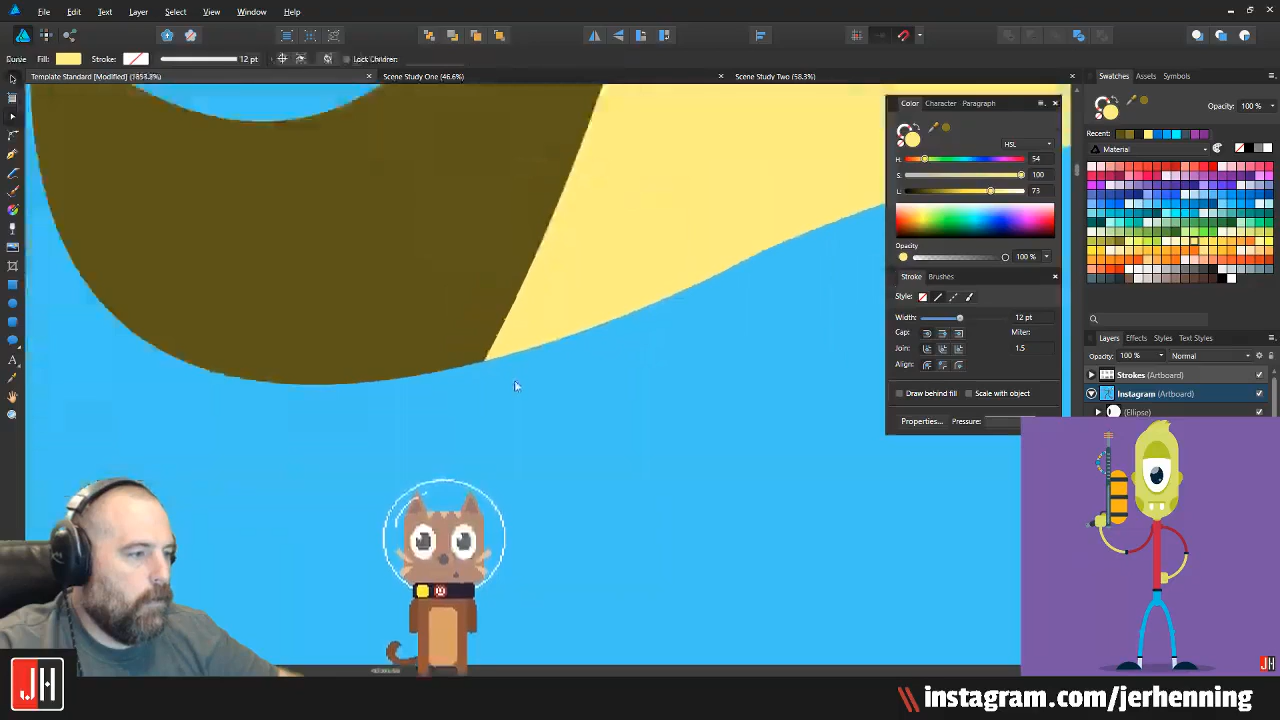 File Edit Text Layer Select View Window Help
Fill: Stroke: 12 pt Lock Children:
Template Standard [Modified] Scene Study One (46.6%) Scene Study Two (58.3%)
Swatches Assets Symbols
Opacity: 100 %
Recent:
Material
Color Character Paragraph
HSL
H: 54
S: 100
L: 73
Opacity
100 %
Stroke Brushes
Style:
Width: 12 pt
Cap: Miter:
Join: 1.5
Align:
Draw behind fill Scale with object
Properties... Pressure:
Layers Effects Styles Text Styles
Opacity: 100 % Normal
Strokes (Artboard)
Instagram (Artboard)
(Ellipse)
JH
JH
\\ instagram.com/jerhenning